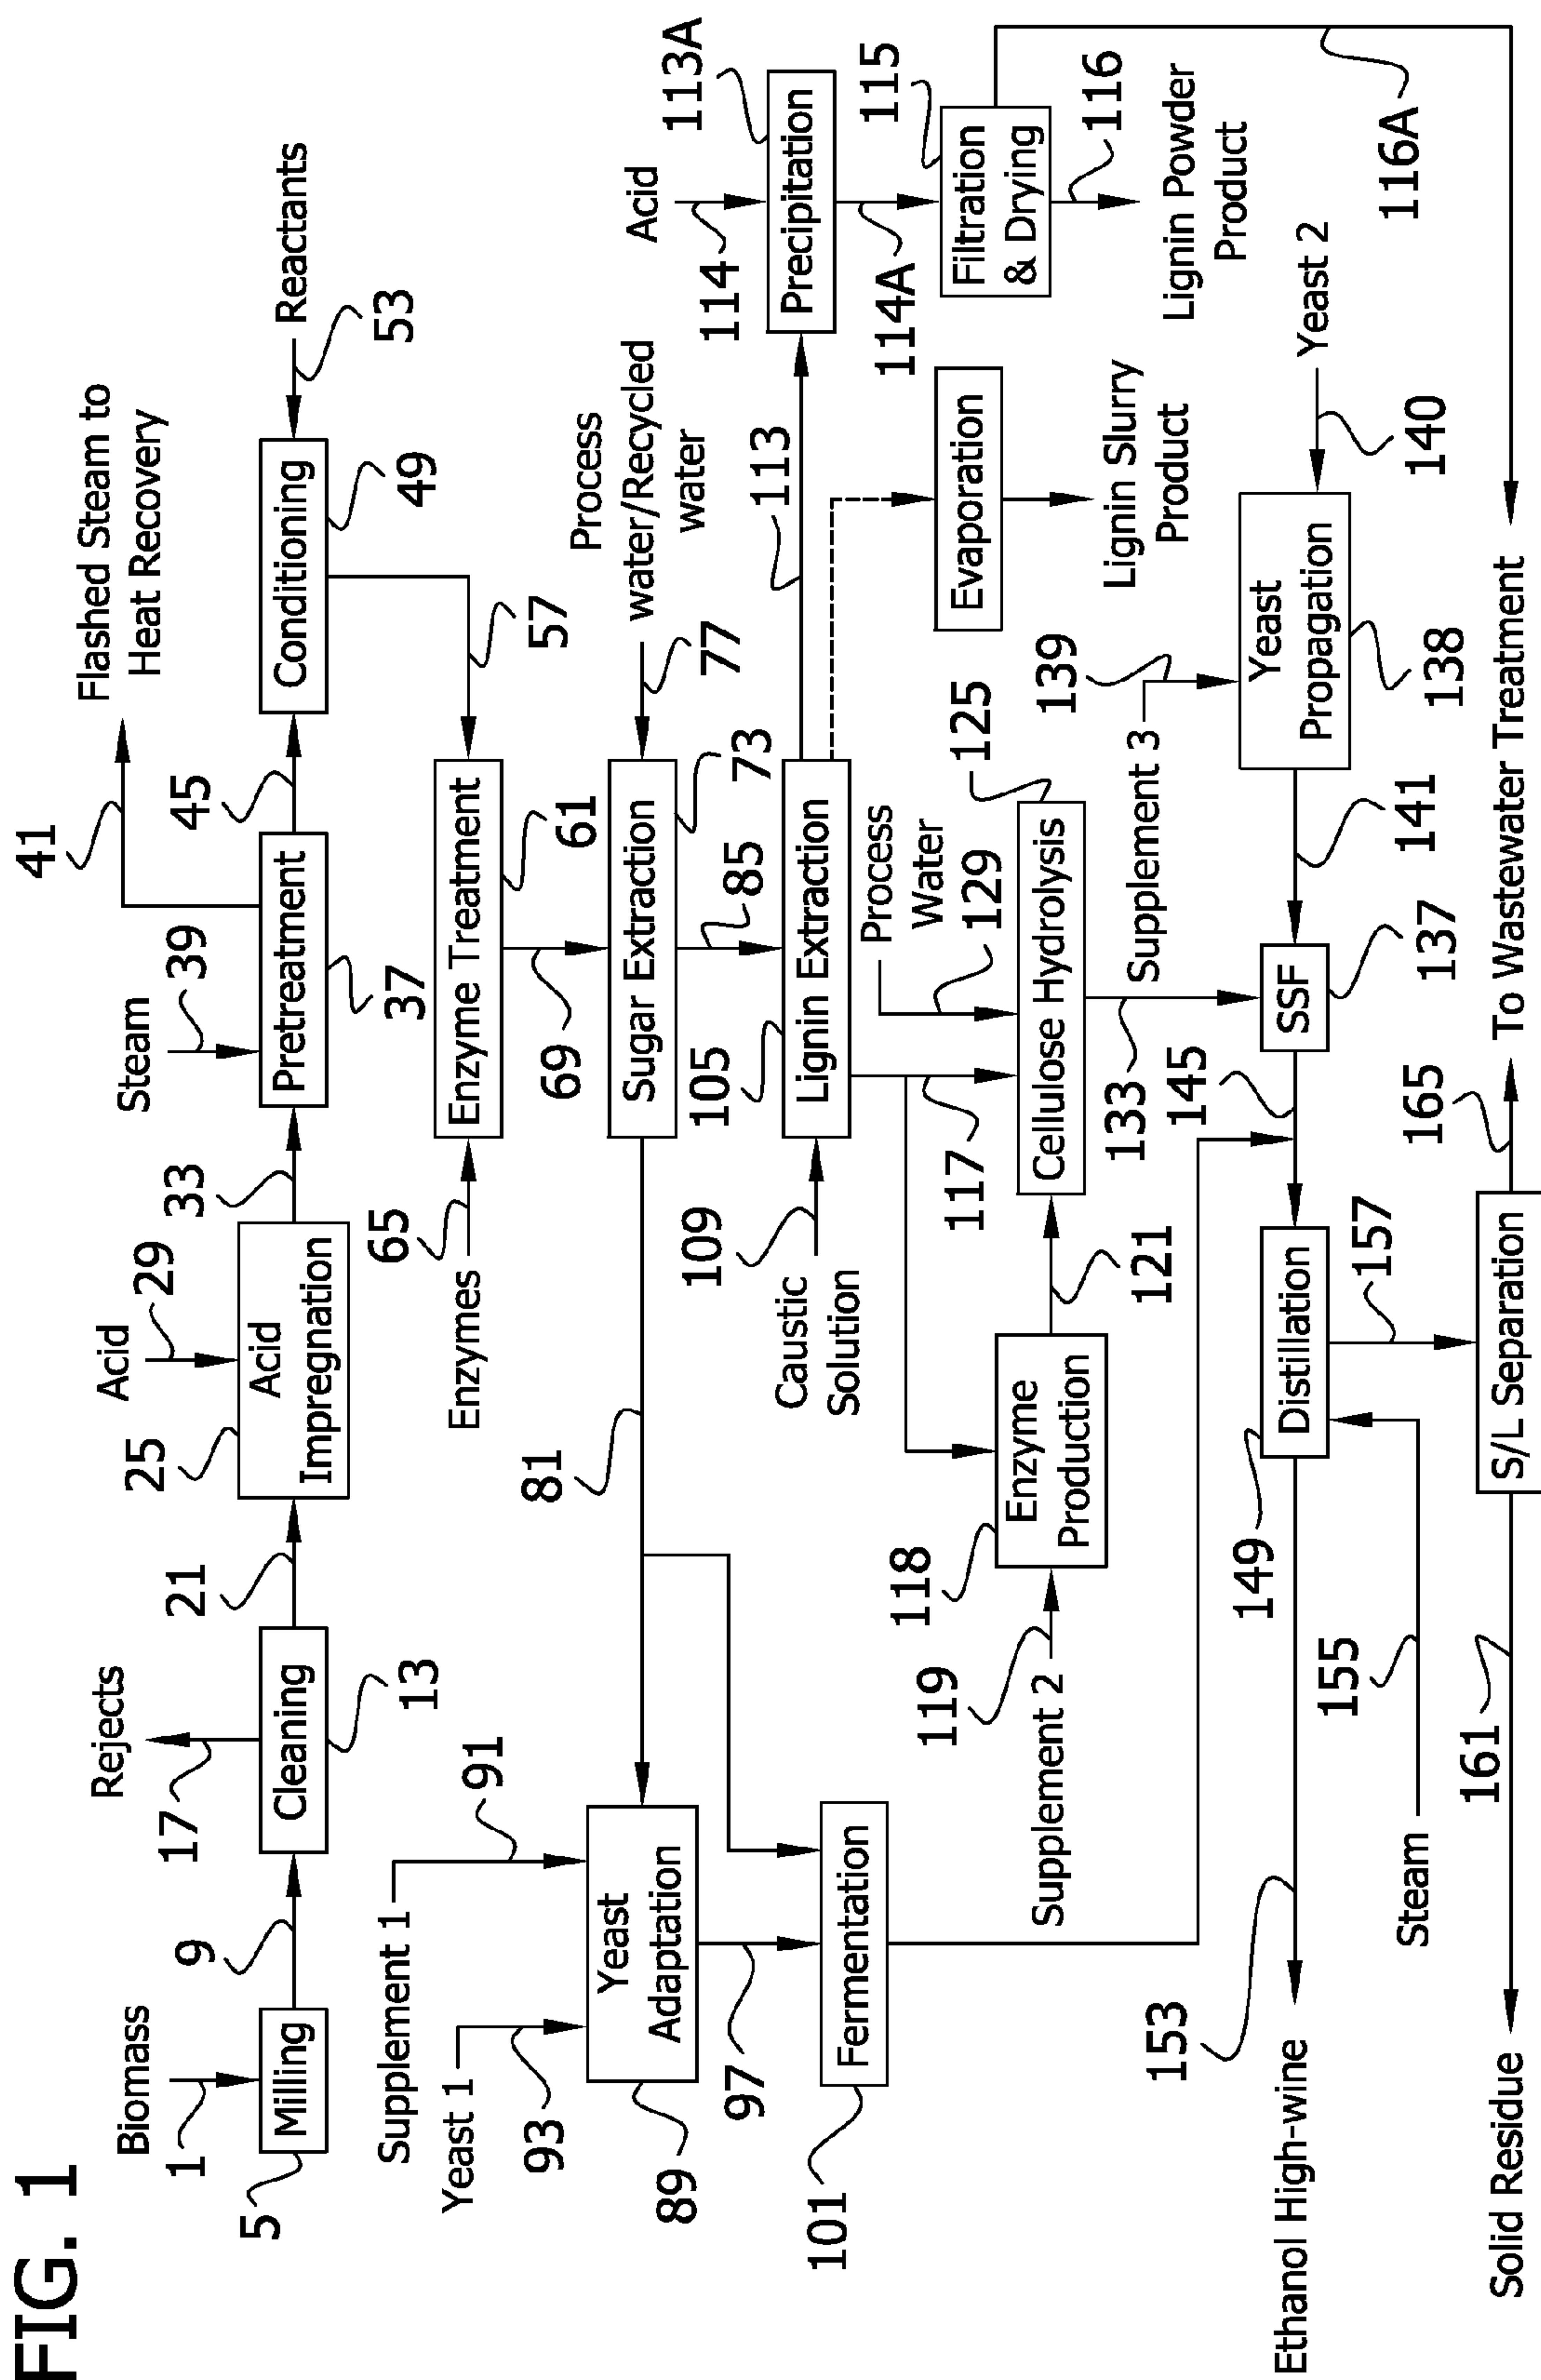 FIG. 1
Biomass
1
5
Milling
9
Rejects
17
Cleaning
13
21
Acid
29
25
Acid
Impregnation
33
Steam
39
Pretreatment
37
41
Flashed Steam to
Heat Recovery
45
Conditioning
49
Reactants
53
57
Enzymes
65
Enzyme Treatment
61
69
Process
water/Recycled
water
77
Sugar Extraction
73
81
85
Supplement 1
91
Yeast 1
93
Yeast
Adaptation
89
97
Fermentation
101
105
Lignin Extraction
Caustic
Solution
109
113
Acid
114
Precipitation
113A
114A
Filtration
& Drying
115
116
Lignin Powder
Product
116A
Evaporation
Lignin Slurry
Product
117
Process
Water
129
Enzyme
Production
118
Supplement 2
119
121
Cellulose Hydrolysis
125
133
Supplement 3
139
Yeast 2
140
Yeast
Propagation
138
141
SSF
137
145
Distillation
149
153
Ethanol High-wine
Steam
155
157
S/L Separation
161
Solid Residue
165
To Wastewater Treatment